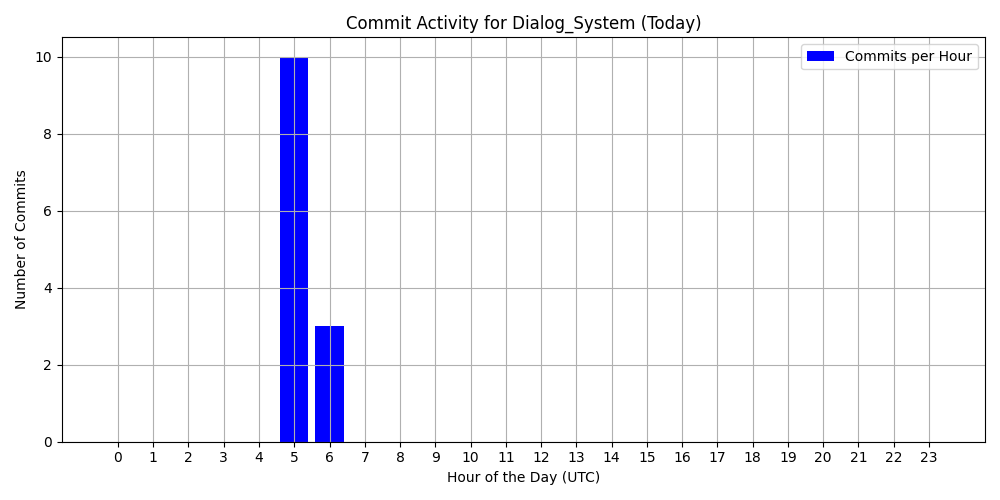 Commit Activity for Dialog_System (Today)
Commits per Hour
Number of Commits
10
8
6
4
2
0
0 1 2 3 4 5 6 7 8 9 10 11 12 13 14 15 16 17 18 19 20 21 22 23
Hour of the Day (UTC)